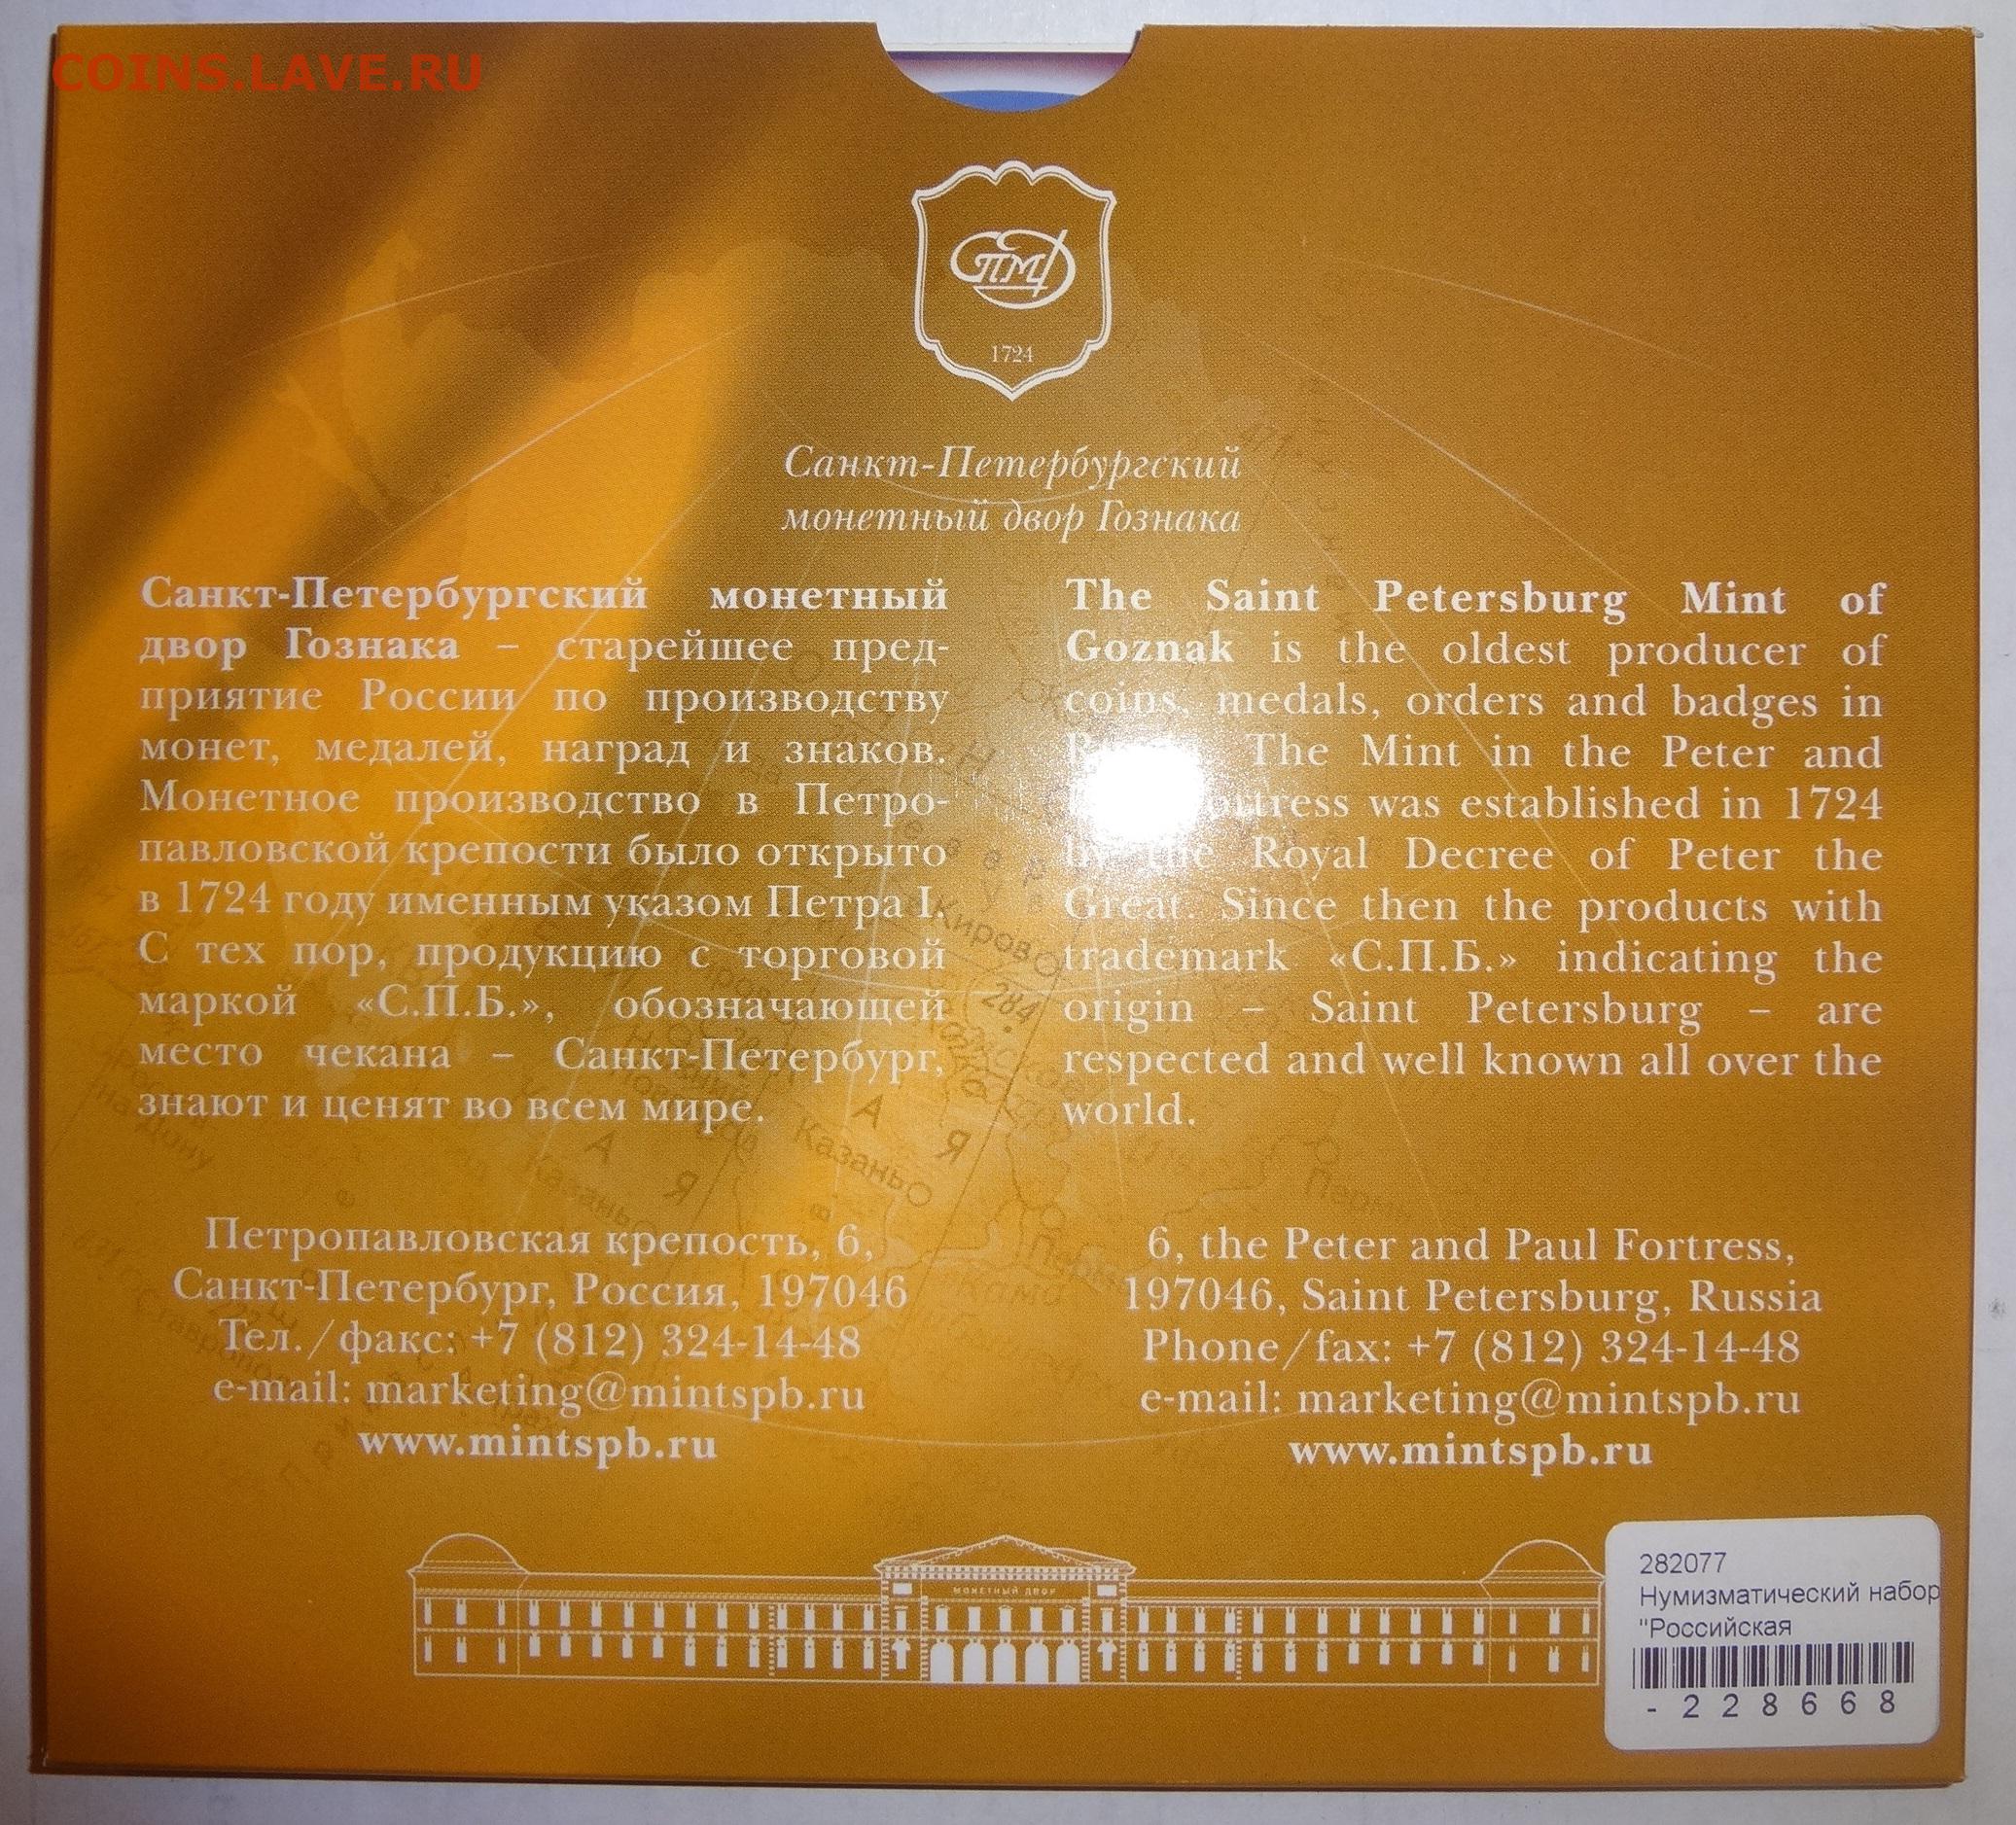 COINS.LAVE.RU
СПМД
1724
Санкт-Петербургский
монетный двор Гознака
Санкт-Петербургский монетный
двор Гознака – старейшее пред-
приятие России по производству
монет, медалей, наград и знаков.
Монетное производство в Петро-
павловской крепости было открыто
в 1724 году именным указом Петра I.
С тех пор, продукцию с торговой
маркой «С.П.Б.», обозначающей
место чекана – Санкт-Петербург,
знают и ценят во всем мире.
The Saint Petersburg Mint of
Goznak is the oldest producer of
coins, medals, orders and badges in
The Mint in the Peter and
was established in 1724
by the Royal Decree of Peter the
Great. Since then the products with
trademark «С.П.Б.» indicating the
origin – Saint Petersburg – are
respected and well known all over the
world.
Петропавловская крепость, 6,
Санкт-Петербург, Россия, 197046
Тел./факс: +7 (812) 324-14-48
e-mail: marketing@mintspb.ru
www.mintspb.ru
6, the Peter and Paul Fortress,
197046, Saint Petersburg, Russia
Phone/fax: +7 (812) 324-14-48
e-mail: marketing@mintspb.ru
www.mintspb.ru
МОНЕТНЫЙ ДВОР
282077
Нумизматический набор
"Российская
- 2 2 8 6 6 8
Киров
284
Казань
Казань
Пермь